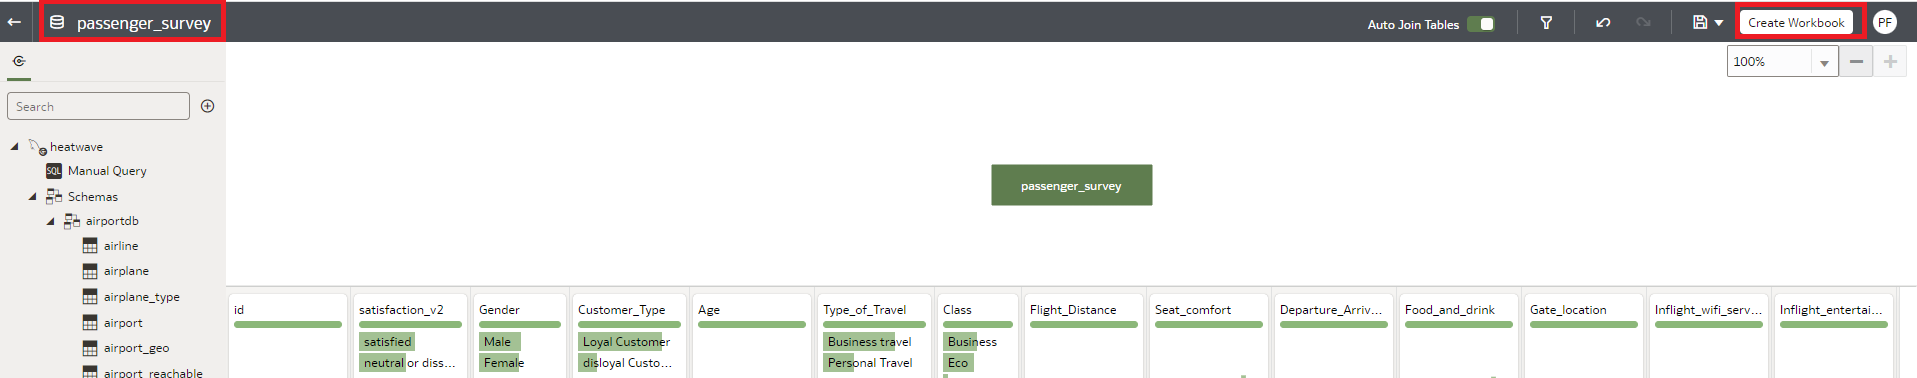 passenger_survey
Auto Join Tables
Create Workbook
PF
100%
Search
heatwave
SQL Manual Query
Schemas
airportdb
airline
airplane
airplane_type
airport
airport_geo
airport_reachable
passenger_survey
id
satisfaction_v2
satisfied
neutral or diss...
Gender
Male
Female
Customer_Type
Loyal Customer
disloyal Custo...
Age
Type_of_Travel
Business travel
Personal Travel
Class
Business
Eco
Flight_Distance
Seat_comfort
Departure_Arriv...
Food_and_drink
Gate_location
Inflight_wifi_serv...
Inflight_entertai...